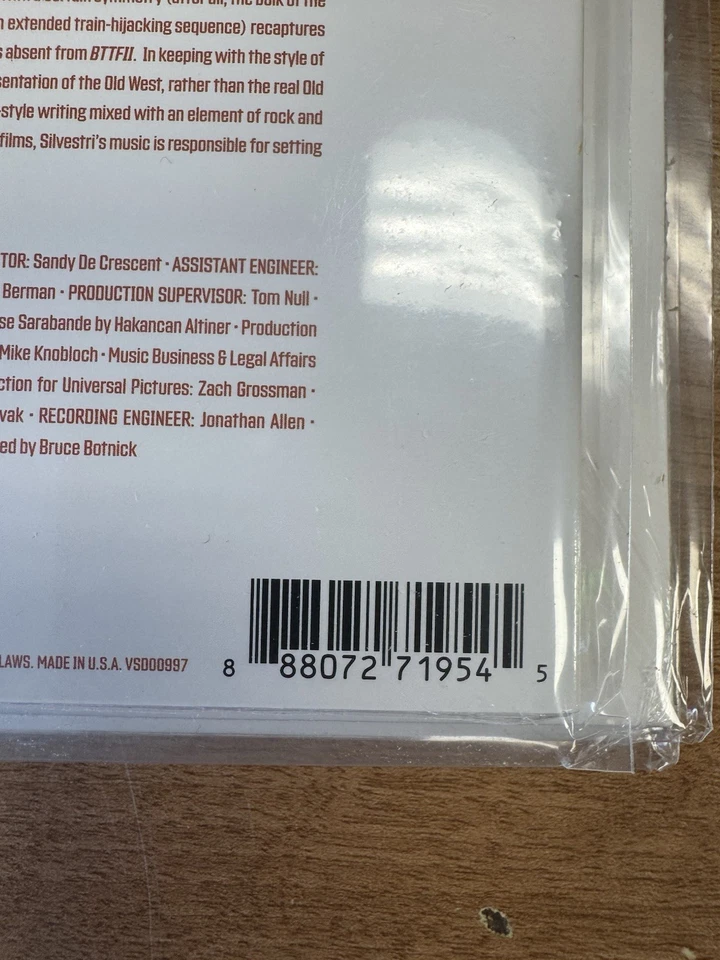 extended train-hijacking sequence) recaptures
absent from BTTFII. In keeping with the style of
sentation of the Old West, rather than the real Old
-style writing mixed with an element of rock and
films, Silvestri's music is responsible for setting
TOR: Sandy De Crescent · ASSISTANT ENGINEER:
Berman · PRODUCTION SUPERVISOR: Tom Null ·
se Sarabande by Hakancan Altiner · Production
Mike Knobloch · Music Business & Legal Affairs
ction for Universal Pictures: Zach Grossman ·
vak · RECORDING ENGINEER: Jonathan Allen ·
ed by Bruce Botnick
LAWS. MADE IN U.S.A. VSD00997
8 88072 71954 5